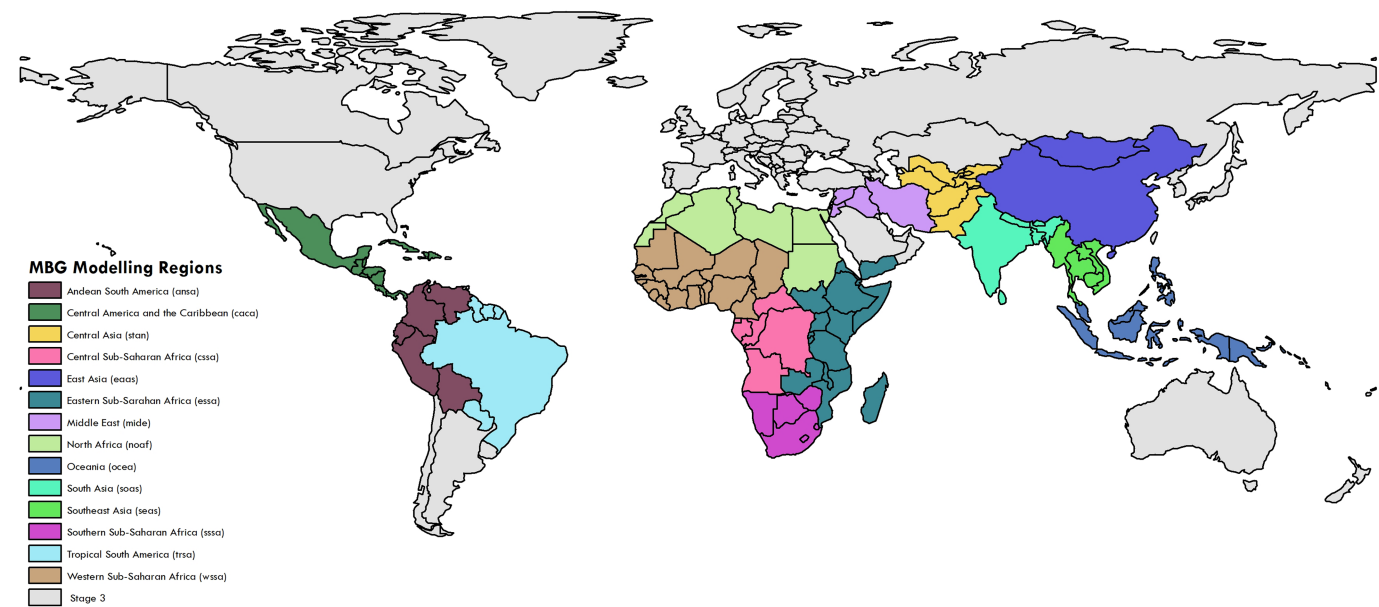 MBG Modelling Regions
Andean South America (ansa)
Central America and the Caribbean (caca)
Central Asia (stan)
Central Sub-Saharan Africa (cssa)
East Asia (eaas)
Eastern Sub-Sarahan Africa (essa)
Middle East (mide)
North Africa (noaf)
Oceania (ocea)
South Asia (soas)
Southeast Asia (seas)
Southern Sub-Saharan Africa (sssa)
Tropical South America (trsa)
Western Sub-Saharan Africa (wssa)
Stage 3